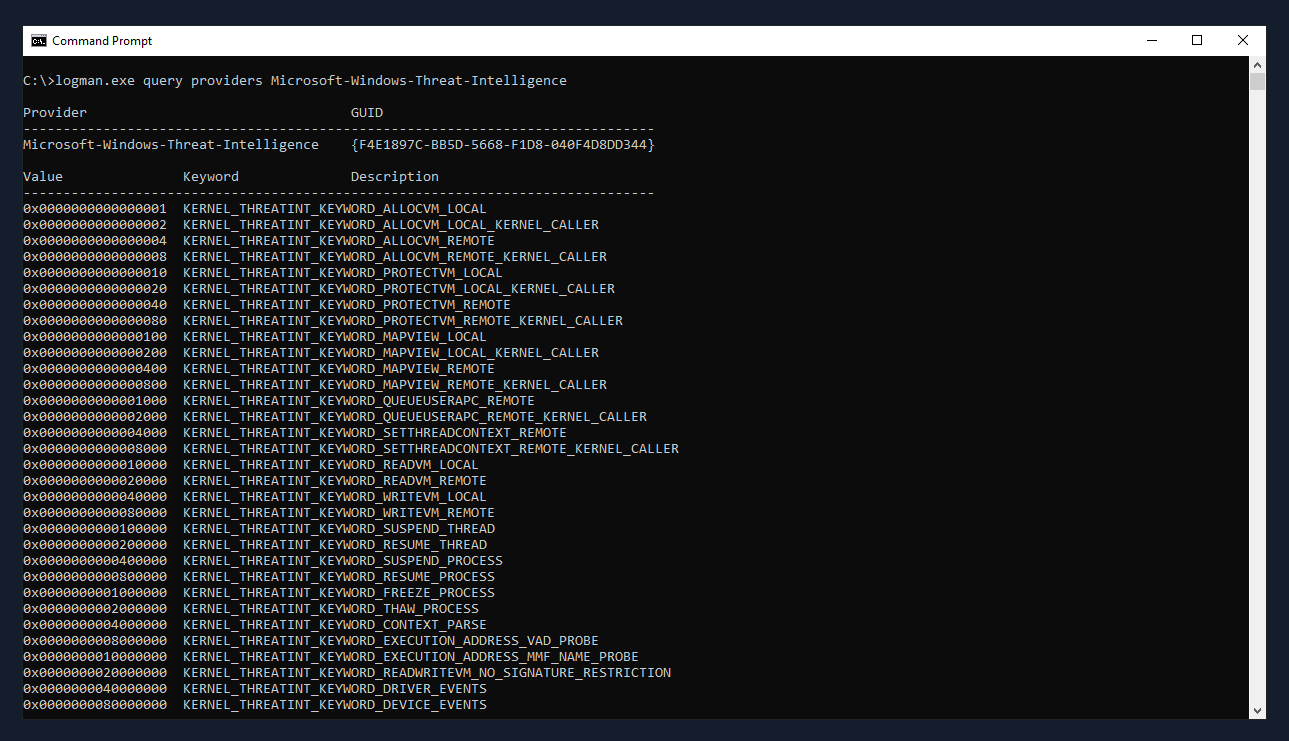 Command Prompt
C:\>logman.exe query providers Microsoft-Windows-Threat-Intelligence
Provider                                 GUID
-------------------------------------------------------------------------------
Microsoft-Windows-Threat-Intelligence    {F4E1897C-BB5D-5668-F1D8-040F4D8DD344}
Value               Keyword              Description
-------------------------------------------------------------------------------
0x0000000000000001  KERNEL_THREATINT_KEYWORD_ALLOCVM_LOCAL
0x0000000000000002  KERNEL_THREATINT_KEYWORD_ALLOCVM_LOCAL_KERNEL_CALLER
0x0000000000000004  KERNEL_THREATINT_KEYWORD_ALLOCVM_REMOTE
0x0000000000000008  KERNEL_THREATINT_KEYWORD_ALLOCVM_REMOTE_KERNEL_CALLER
0x0000000000000010  KERNEL_THREATINT_KEYWORD_PROTECTVM_LOCAL
0x0000000000000020  KERNEL_THREATINT_KEYWORD_PROTECTVM_LOCAL_KERNEL_CALLER
0x0000000000000040  KERNEL_THREATINT_KEYWORD_PROTECTVM_REMOTE
0x0000000000000080  KERNEL_THREATINT_KEYWORD_PROTECTVM_REMOTE_KERNEL_CALLER
0x0000000000000100  KERNEL_THREATINT_KEYWORD_MAPVIEW_LOCAL
0x0000000000000200  KERNEL_THREATINT_KEYWORD_MAPVIEW_LOCAL_KERNEL_CALLER
0x0000000000000400  KERNEL_THREATINT_KEYWORD_MAPVIEW_REMOTE
0x0000000000000800  KERNEL_THREATINT_KEYWORD_MAPVIEW_REMOTE_KERNEL_CALLER
0x0000000000001000  KERNEL_THREATINT_KEYWORD_QUEUEUSERAPC_REMOTE
0x0000000000002000  KERNEL_THREATINT_KEYWORD_QUEUEUSERAPC_REMOTE_KERNEL_CALLER
0x0000000000004000  KERNEL_THREATINT_KEYWORD_SETTHREADCONTEXT_REMOTE
0x0000000000008000  KERNEL_THREATINT_KEYWORD_SETTHREADCONTEXT_REMOTE_KERNEL_CALLER
0x0000000000010000  KERNEL_THREATINT_KEYWORD_READVM_LOCAL
0x0000000000020000  KERNEL_THREATINT_KEYWORD_READVM_REMOTE
0x0000000000040000  KERNEL_THREATINT_KEYWORD_WRITEVM_LOCAL
0x0000000000080000  KERNEL_THREATINT_KEYWORD_WRITEVM_REMOTE
0x0000000000100000  KERNEL_THREATINT_KEYWORD_SUSPEND_THREAD
0x0000000000200000  KERNEL_THREATINT_KEYWORD_RESUME_THREAD
0x0000000000400000  KERNEL_THREATINT_KEYWORD_SUSPEND_PROCESS
0x0000000000800000  KERNEL_THREATINT_KEYWORD_RESUME_PROCESS
0x0000000001000000  KERNEL_THREATINT_KEYWORD_FREEZE_PROCESS
0x0000000002000000  KERNEL_THREATINT_KEYWORD_THAW_PROCESS
0x0000000004000000  KERNEL_THREATINT_KEYWORD_CONTEXT_PARSE
0x0000000008000000  KERNEL_THREATINT_KEYWORD_EXECUTION_ADDRESS_VAD_PROBE
0x0000000010000000  KERNEL_THREATINT_KEYWORD_EXECUTION_ADDRESS_MMF_NAME_PROBE
0x0000000020000000  KERNEL_THREATINT_KEYWORD_READWRITEVM_NO_SIGNATURE_RESTRICTION
0x0000000040000000  KERNEL_THREATINT_KEYWORD_DRIVER_EVENTS
0x0000000080000000  KERNEL_THREATINT_KEYWORD_DEVICE_EVENTS